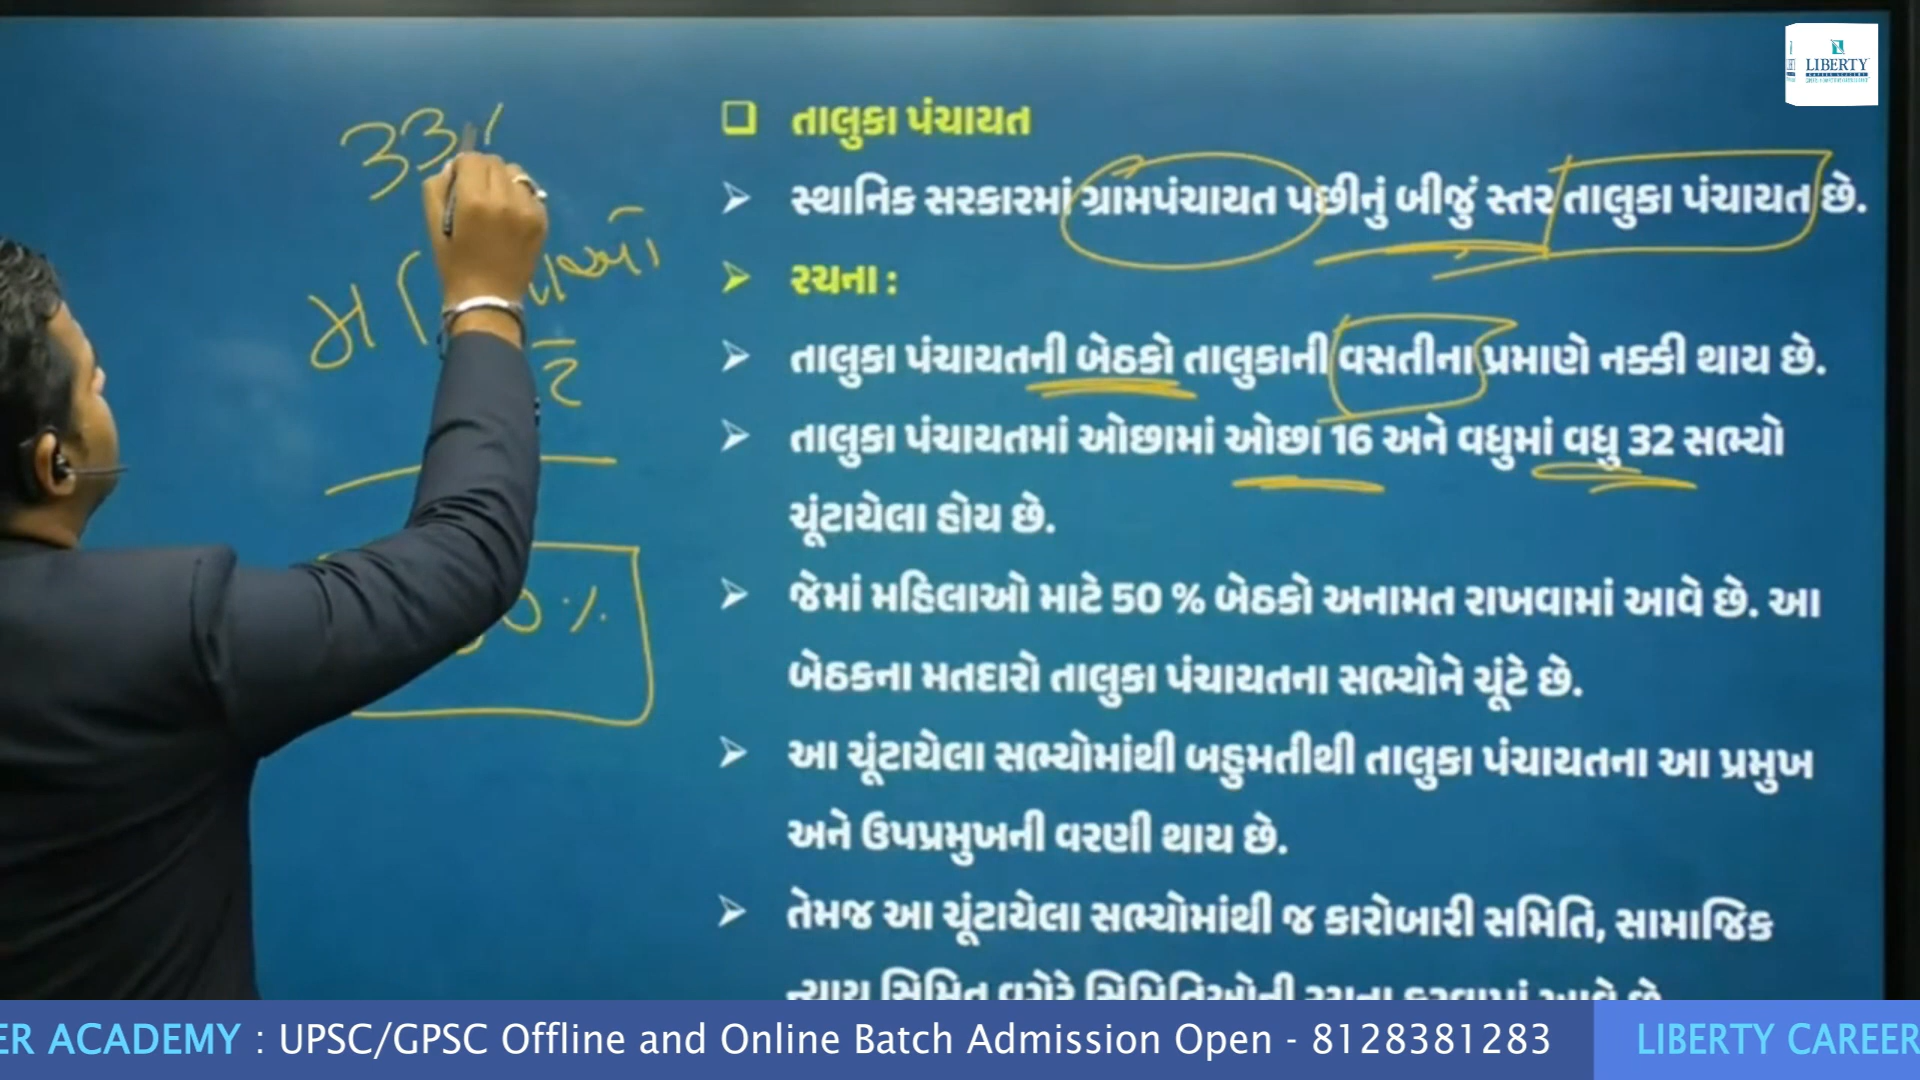 LIBERTY
33%
❑ તાલુકા પંચાયત
➢ સ્થાનિક સરકારમાં ગ્રામપંચાયત પછીનું બીજું સ્તર તાલુકા પંચાયત છે.
➢ રચના :
➢ તાલુકા પંચાયતની બેઠકો તાલુકાની વસતીના પ્રમાણે નક્કી થાય છે.
➢ તાલુકા પંચાયતમાં ઓછામાં ઓછા 16 અને વધુમાં વધુ 32 સભ્યો
ચૂંટાયેલા હોય છે.
➢ જેમાં મહિલાઓ માટે 50 % બેઠકો અનામત રાખવામાં આવે છે. આ
બેઠકના મતદારો તાલુકા પંચાયતના સભ્યોને ચૂંટે છે.
➢ આ ચૂંટાયેલા સભ્યોમાંથી બહુમતીથી તાલુકા પંચાયતના આ પ્રમુખ
અને ઉપપ્રમુખની વરણી થાય છે.
➢ તેમજ આ ચૂંટાયેલા સભ્યોમાંથી જ કારોબારી સમિતિ, સામાજિક
ER ACADEMY : UPSC/GPSC Offline and Online Batch Admission Open - 8128381283 LIBERTY CAREER